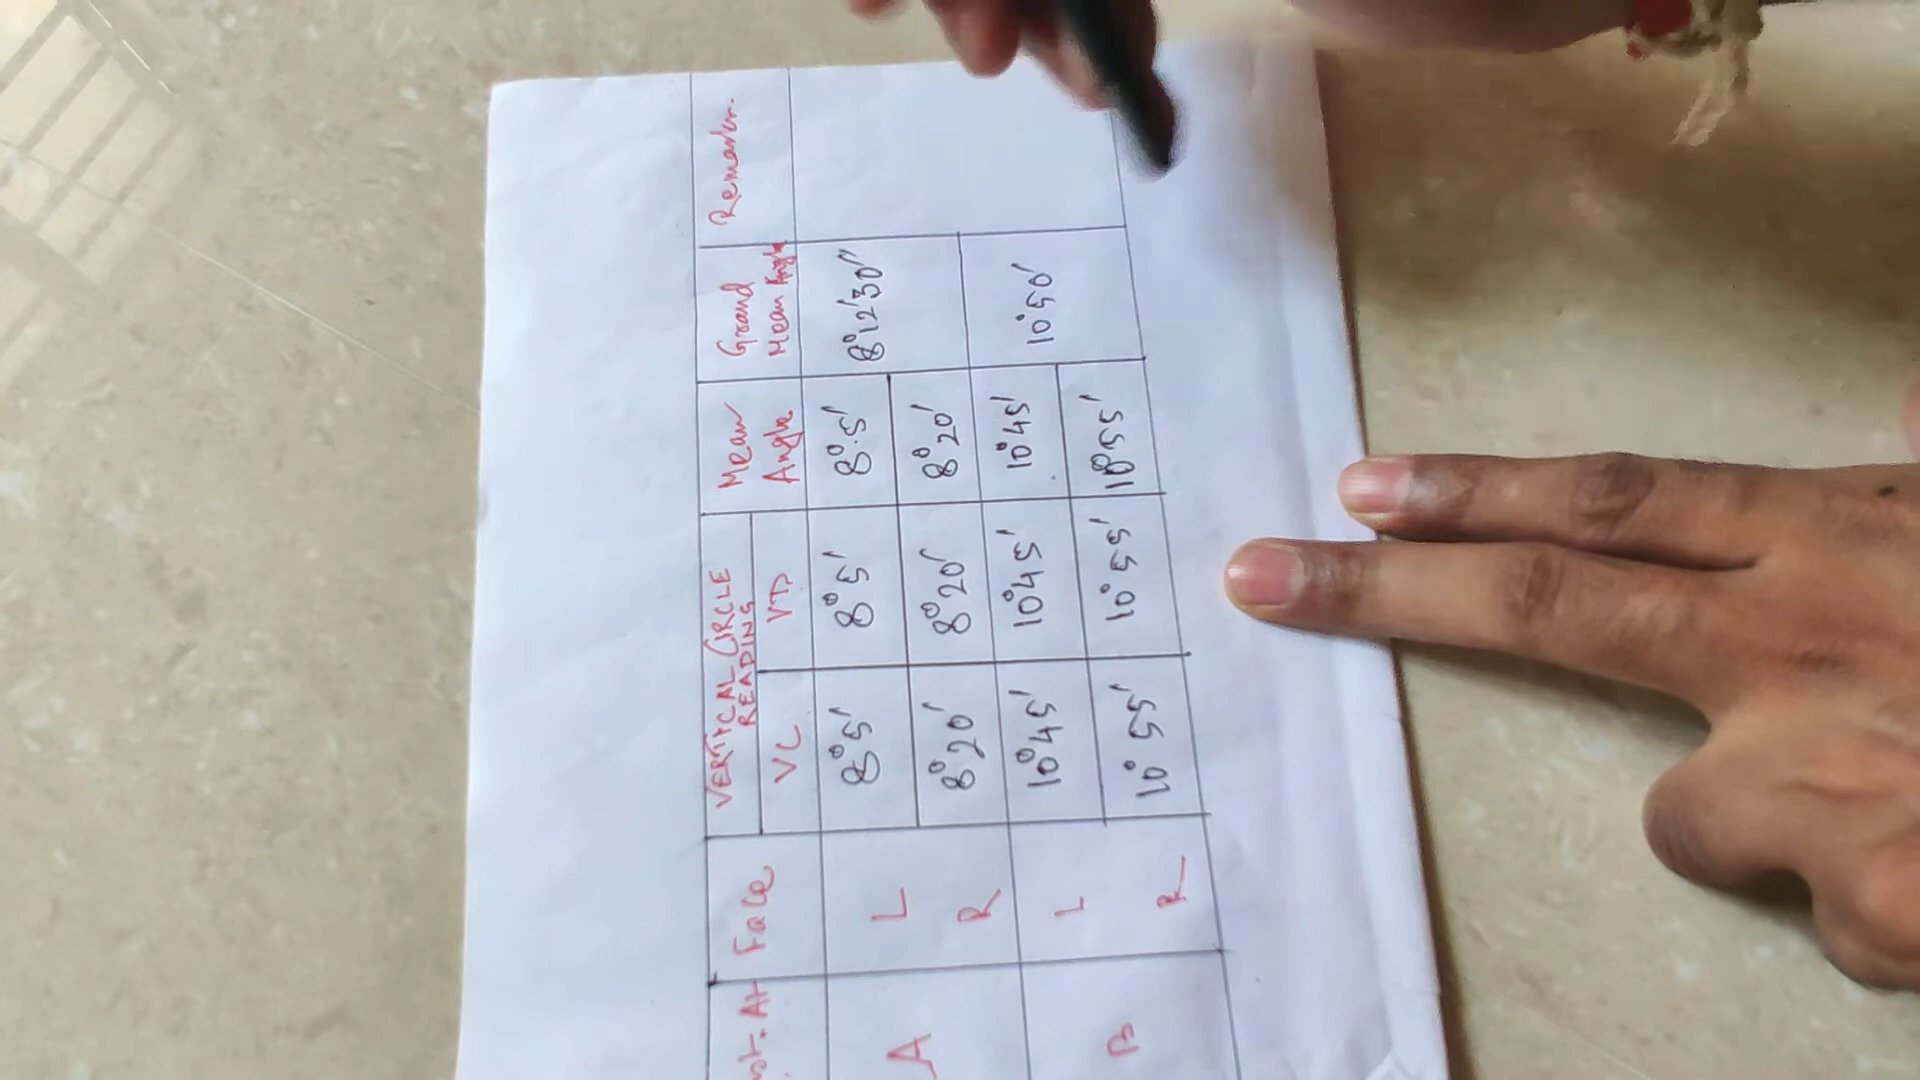 Inst. At Face VERTICAL CIRCLE READING Mean Angle Grand Mean Angle Remarks.
VC VD
A L 8°5' 8°5' 8°5' 8°12'30"
R 8°20' 8°20' 8°20'
B L 10°45' 10°45' 10°45' 10°50'
R 10°55' 10°55' 10°55'